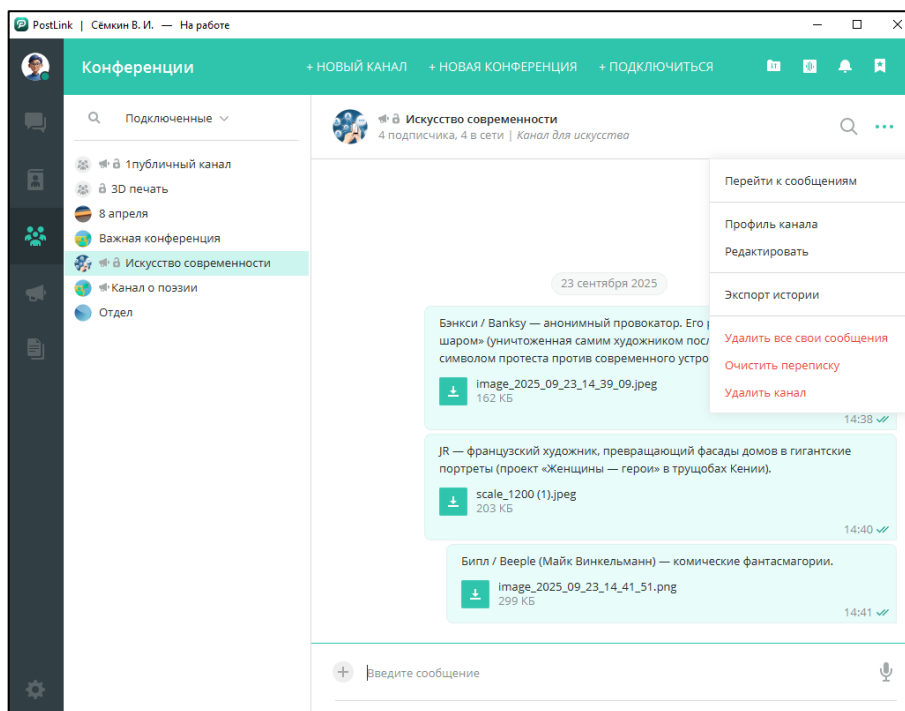 PostLink | Сёмкин В. И. — На работе
Конференции
+ НОВЫЙ КАНАЛ + НОВАЯ КОНФЕРЕНЦИЯ + ПОДКЛЮЧИТЬСЯ
Подключенные
1публичный канал
3D печать
8 апреля
Важная конференция
Искусство современности
Канал о поэзии
Отдел
Искусство современности
4 подписчика, 4 в сети | Канал для искусства
Перейти к сообщениям
Профиль канала
Редактировать
Экспорт истории
Удалить все свои сообщения
Очистить переписку
Удалить канал
23 сентября 2025
Бэнкси / Banksy — анонимный провокатор. Его
шаром» (уничтоженная самим художником
символом протеста против современного
image_2025_09_23_14_39_09.jpeg
162 КБ
14:38
JR — французский художник, превращающий фасады домов в гигантские
портреты (проект «Женщины — герои» в трущобах Кении).
scale_1200 (1).jpeg
203 КБ
14:40
Бипл / Beeple (Майк Винкельманн) — комические фантасмагории.
image_2025_09_23_14_41_51.png
299 КБ
14:41
Введите сообщение